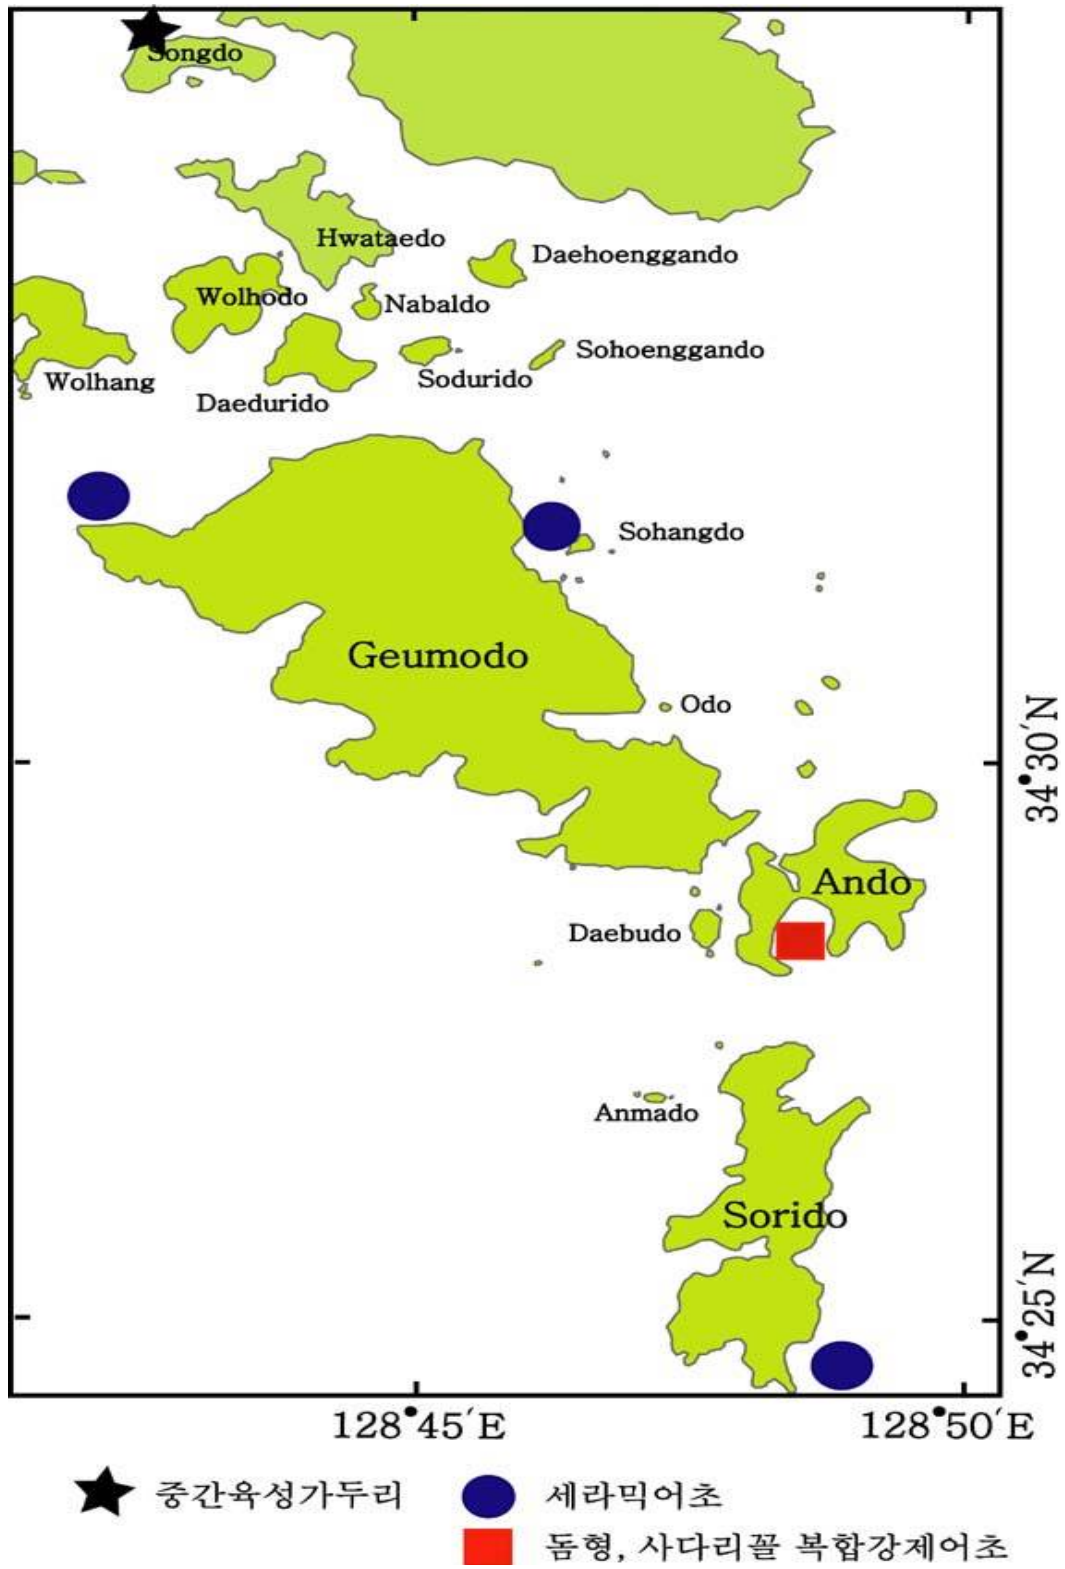 Songdo
Hwataedo
Daehoenggando
Wolhodo
Nabaldo
Sohoenggando
Wolhang
Sodurido
Daedurido
Sohangdo
Geumodo
Odo
34°30′N
Ando
Daebudo
Anmado
Sorido
34°25′N
128°45′E
128°50′E
중간육성가두리
세라믹어초
돔형, 사다리꼴 복합강제어초